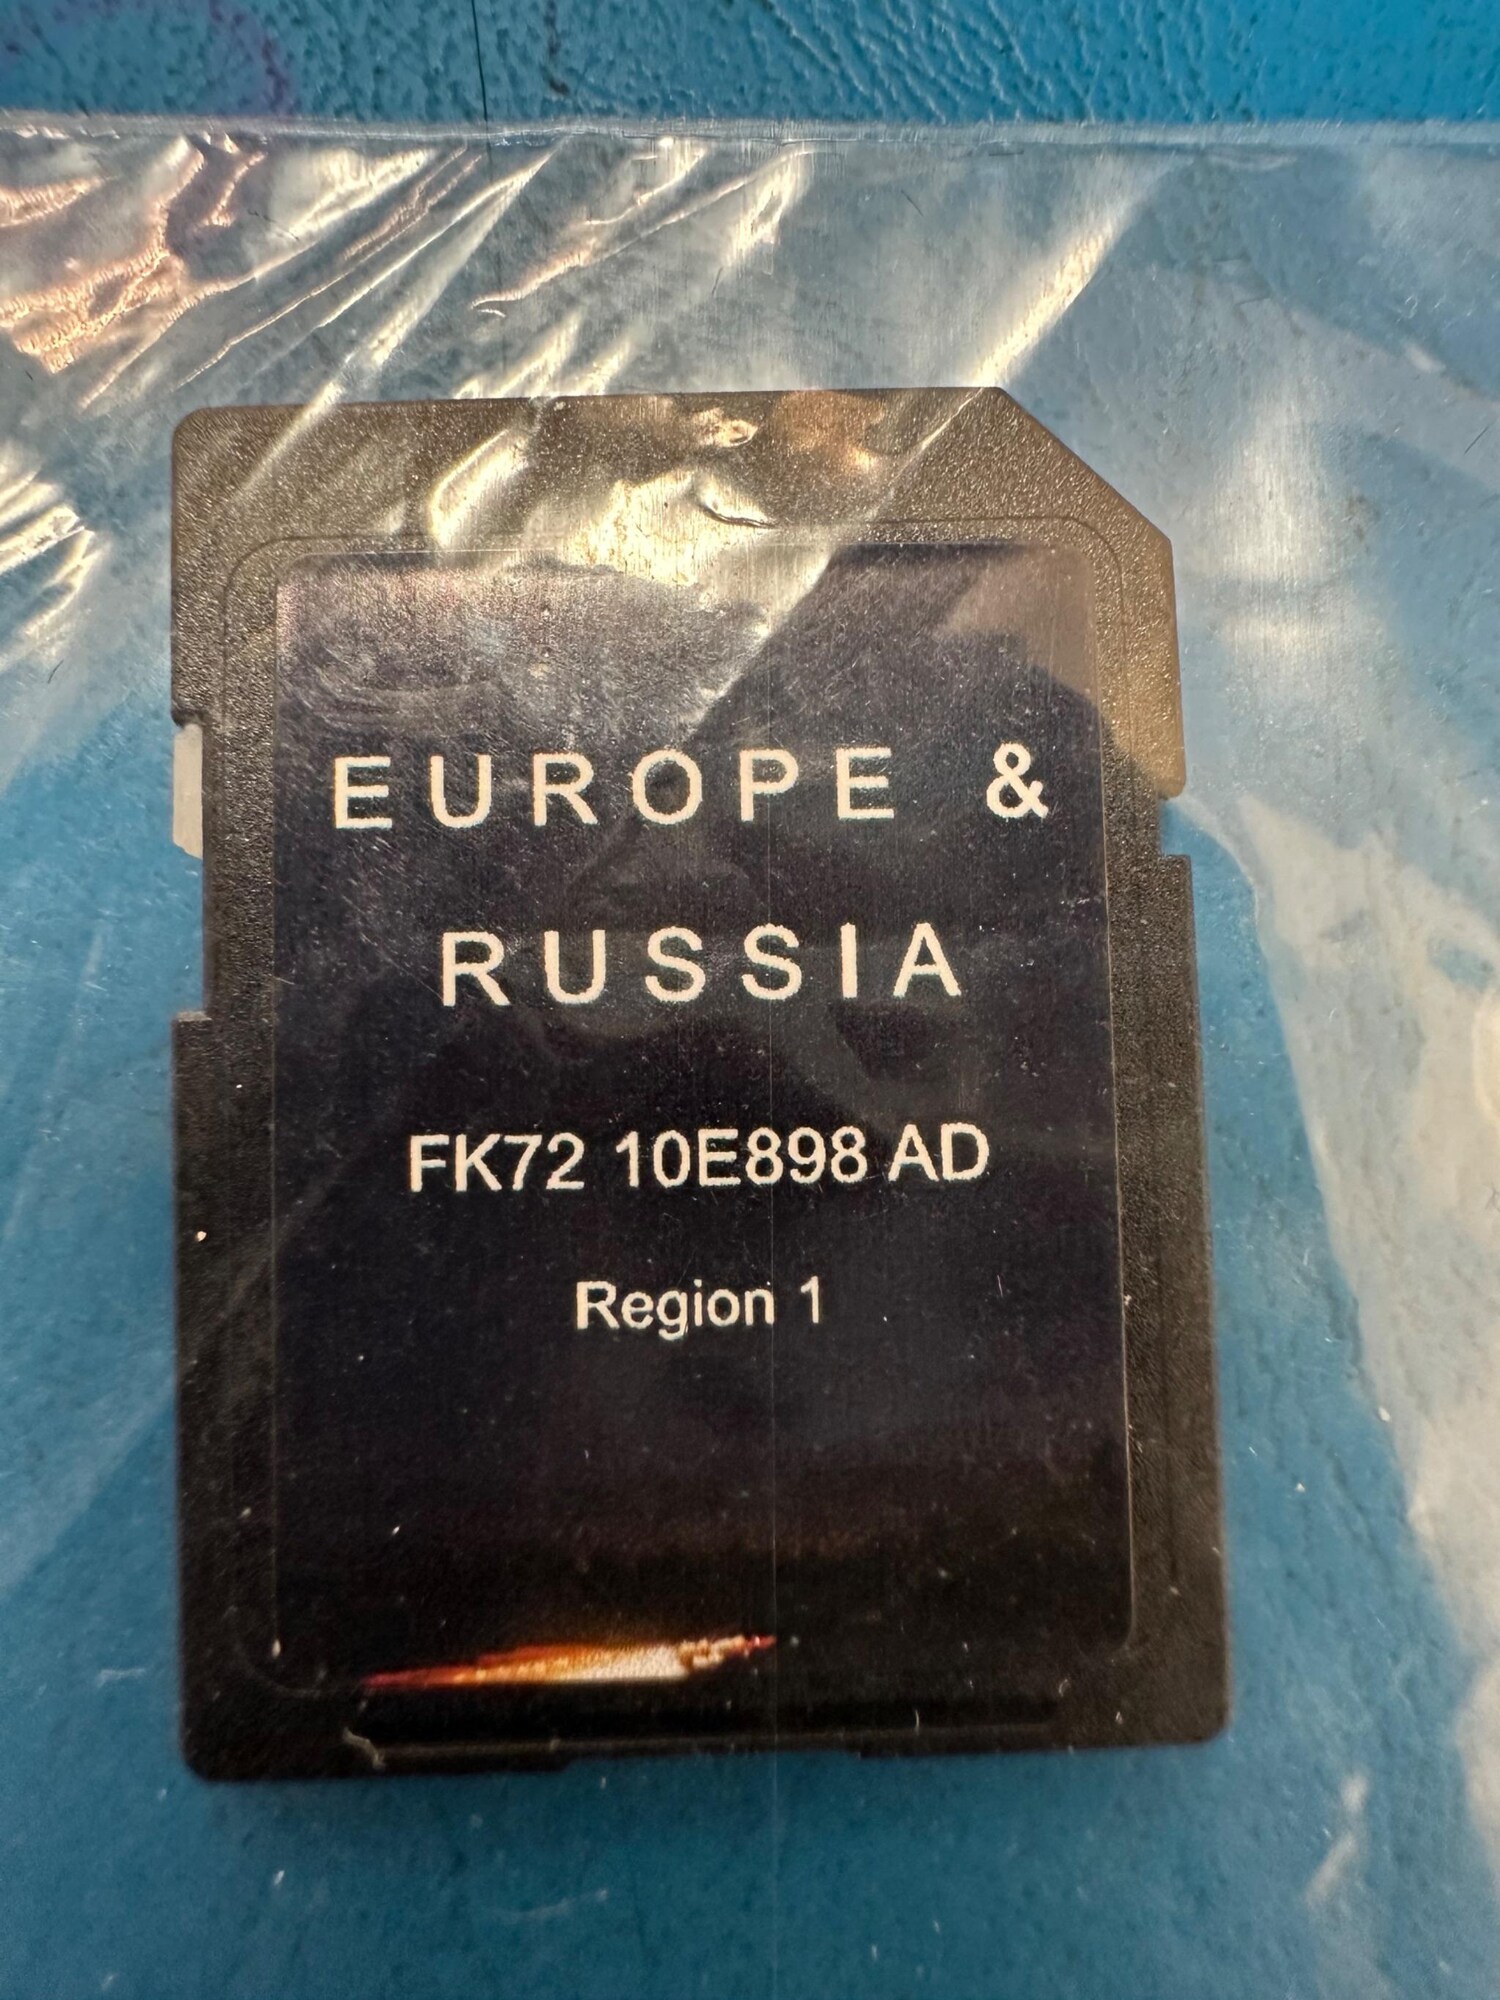 EUROPE &
RUSSIA
FK72 10E898 AD
Region 1